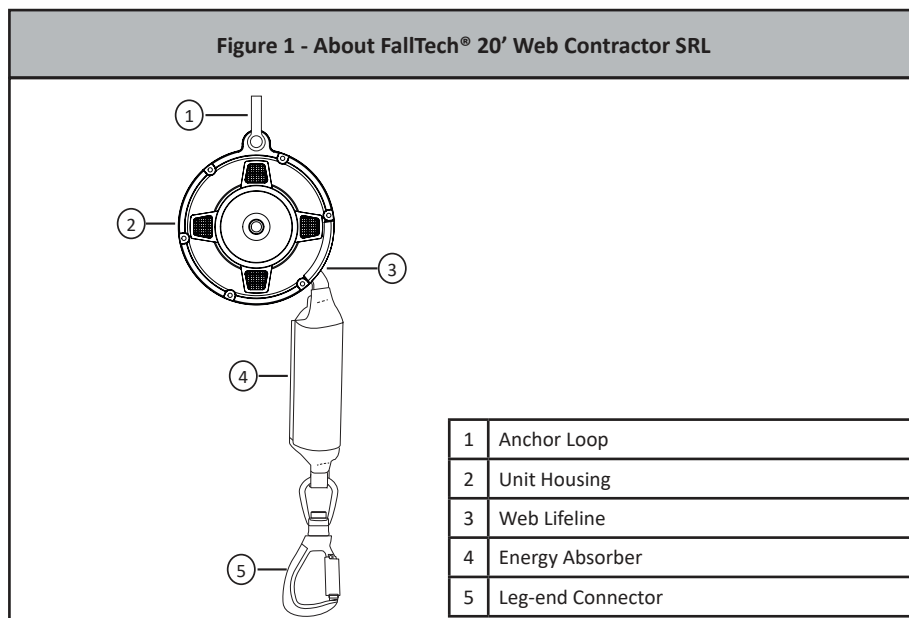 Figure 1 - About FallTech® 20’ Web Contractor SRL
1
2
3
4
5
1 Anchor Loop
2 Unit Housing
3 Web Lifeline
4 Energy Absorber
5 Leg-end Connector